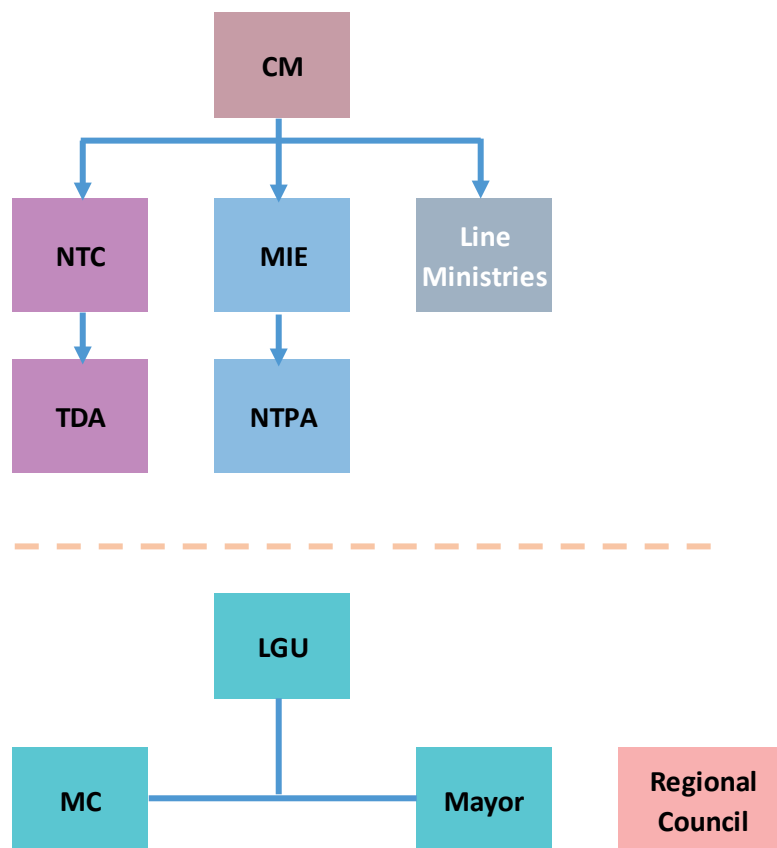 CM
NTC
MIE
Line
Ministries
TDA
NTPA
LGU
MC
Mayor
Regional
Council